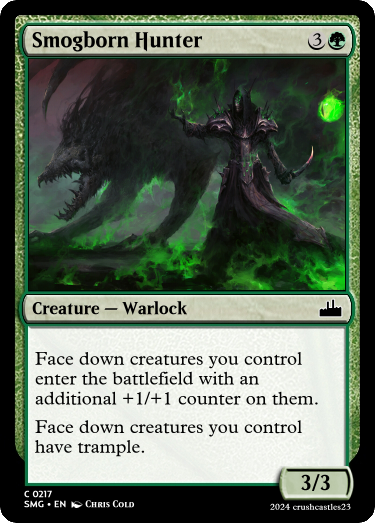 Smogborn Hunter 3
Creature — Warlock
Face down creatures you control
enter the battlefield with an
additional +1/+1 counter on them.
Face down creatures you control
have trample.
3/3
C 0217
SMG • EN Chris Cold
2024 crushcastles23